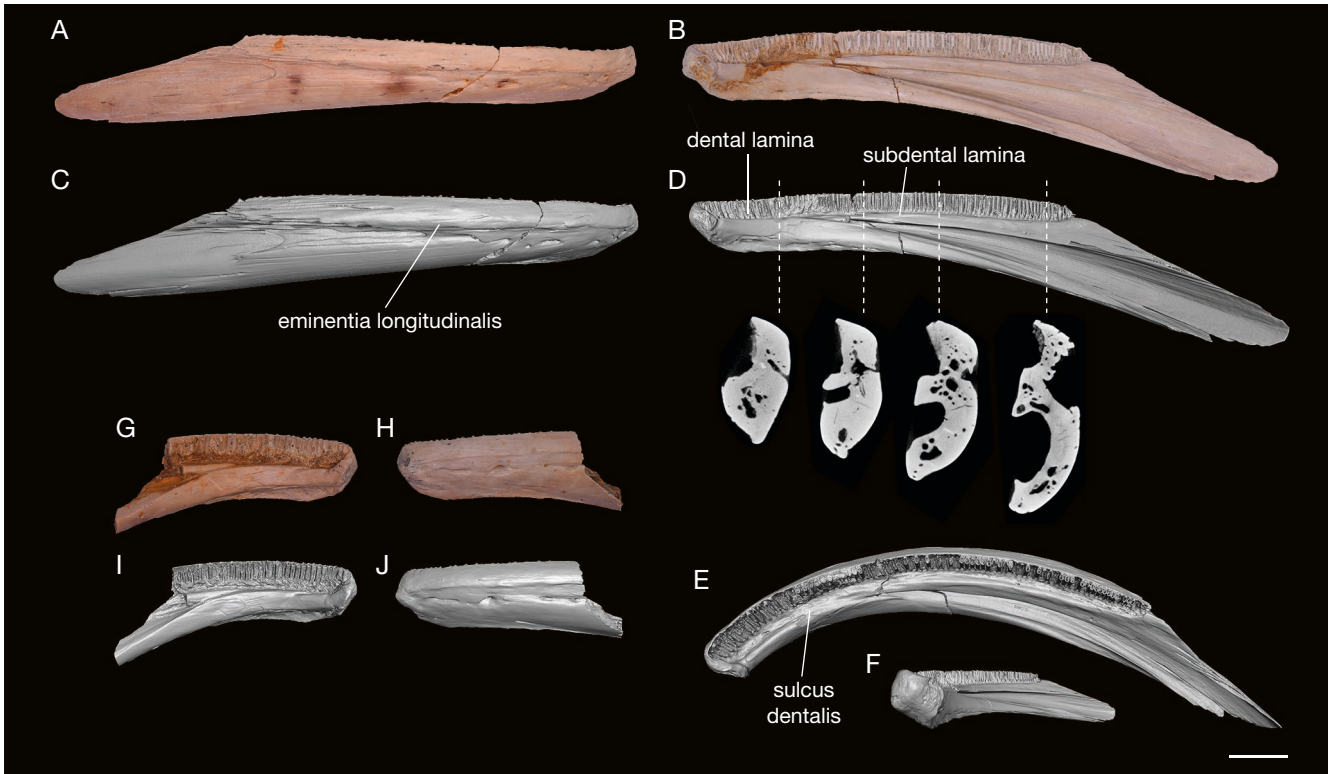 A
B
dental lamina
subdental lamina
C
D
eminentia longitudinalis
G
H
I
J
E
F
sulcus
dentalis